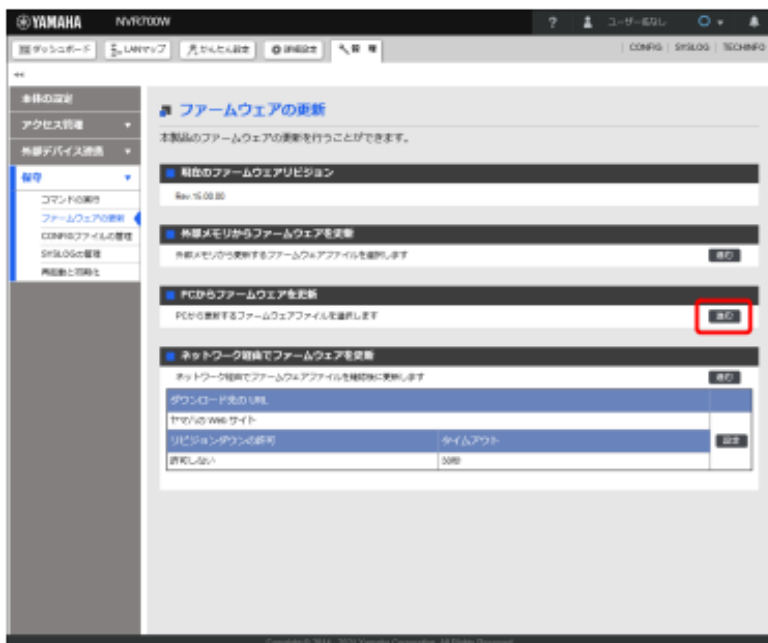 YAMAHA NVR700W ? ユーザー名なし
ダッシュボード LANマップ かんたん設定 詳細設定 管理 CONFIG | SYSLOG | TECHINFO
本体の設定
アクセス管理
外部デバイス連携
保守
コマンドの実行
ファームウェアの更新
CONFIGファイルの管理
SYSLOGの管理
再起動と初期化
ファームウェアの更新
本製品のファームウェアの更新を行うことができます。
現在のファームウェアリビジョン
Rev.15.00.00
外部メモリからファームウェアを更新
外部メモリから更新するファームウェアファイルを選択します 進む
PCからファームウェアを更新
PCから更新するファームウェアファイルを選択します 進む
ネットワーク経由でファームウェアを更新
ネットワーク経由でファームウェアファイルを確認後に更新します 進む
ダウンロード先の URL
ヤマハの Web サイト
リビジョンダウンの許可 タイムアウト 設定
許可しない
Yamaha Corporation. All Rights Reserved.